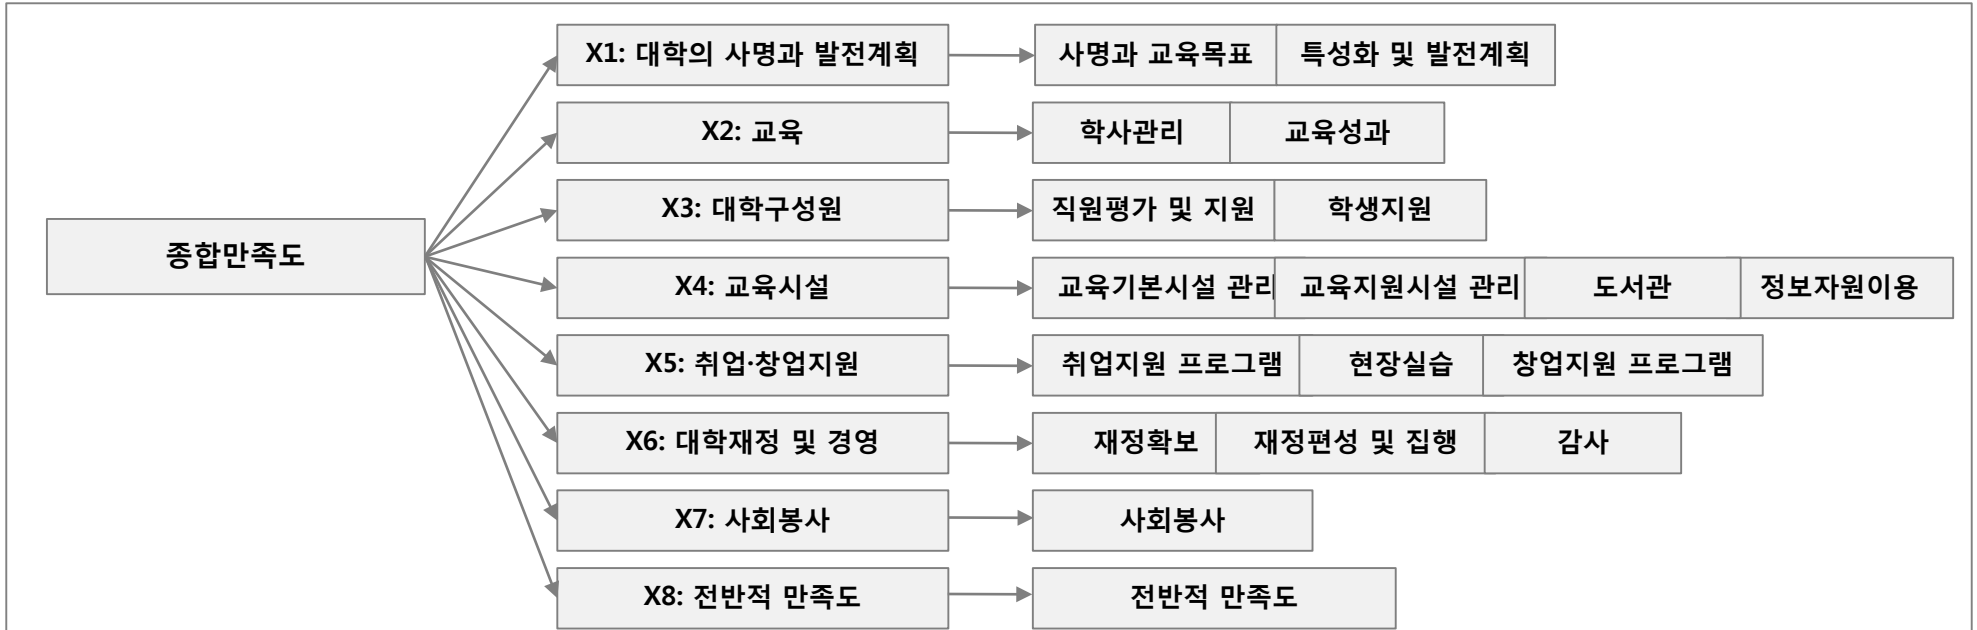 X1: 대학의 사명과 발전계획 사명과 교육목표 특성화 및 발전계획
X2: 교육 학사관리 교육성과
X3: 대학구성원 직원평가 및 지원 학생지원
종합만족도
X4: 교육시설 교육기본시설 관리 교육지원시설 관리 도서관 정보자원이용
X5: 취업·창업지원 취업지원 프로그램 현장실습 창업지원 프로그램
X6: 대학재정 및 경영 재정확보 재정편성 및 집행 감사
X7: 사회봉사 사회봉사
X8: 전반적 만족도 전반적 만족도